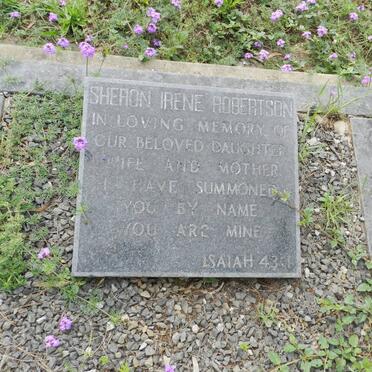 SHERON IRENE ROBERTSON
IN LOVING MEMORY OF
OUR BELOVED DAUGHTER
WIFE AND MOTHER
I HAVE SUMMONED
YOU BY NAME
YOU ARE MINE
ISAIAH 43:1